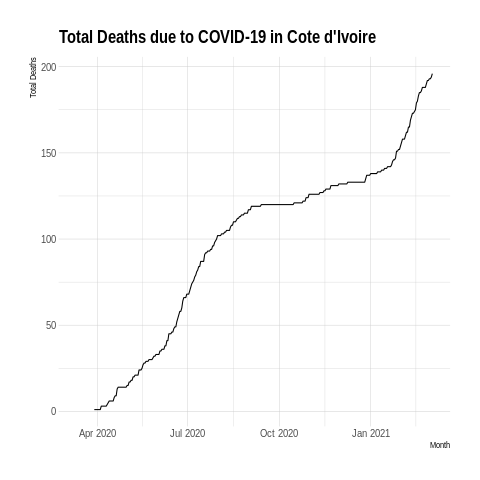 Total Deaths due to COVID-19 in Cote d'Ivoire
Total Deaths
200
150
100
50
0
Apr 2020
Jul 2020
Oct 2020
Jan 2021
Month